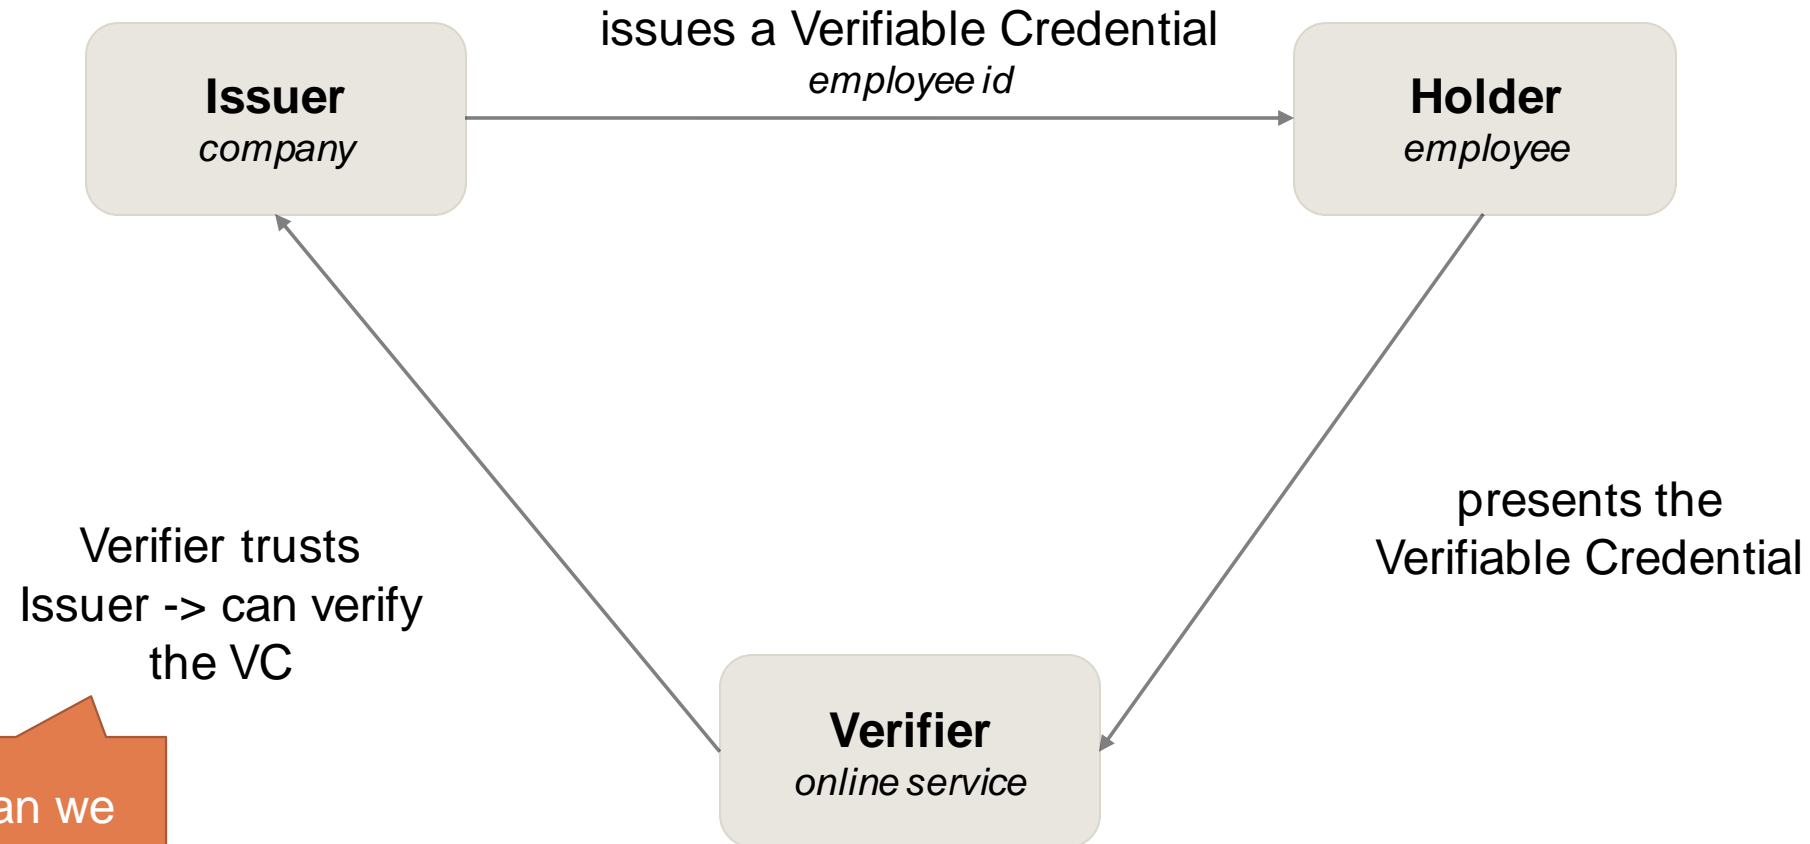 issues a Verifiable Credential
employee id
Issuer
company
Holder
employee
presents the
Verifiable Credential
Verifier trusts
Issuer -> can verify
the VC
Verifier
online service
we